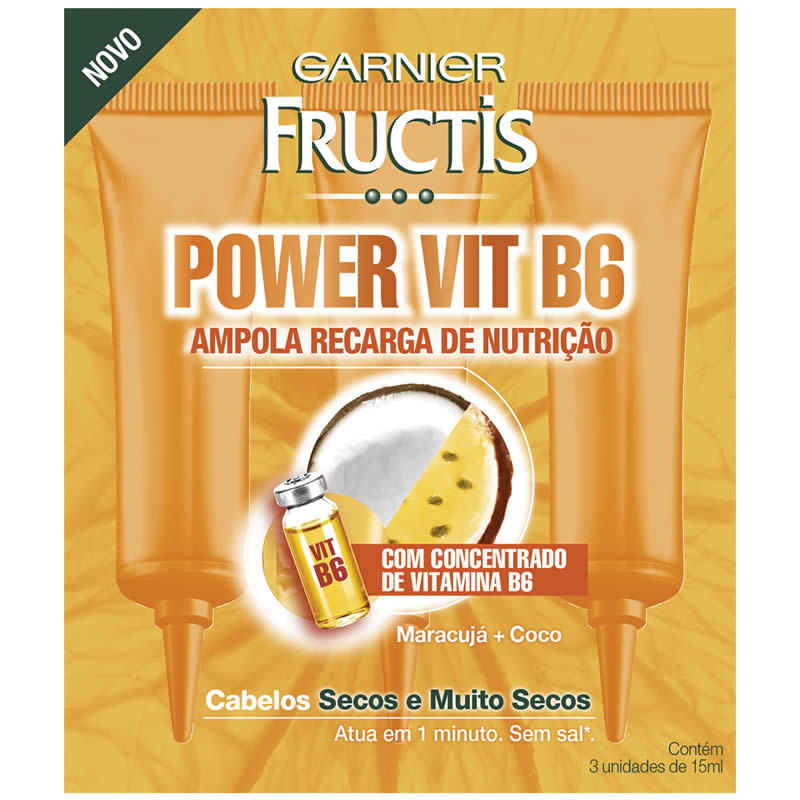 NOVO
GARNIER
FRUCTIS
POWER VIT B6
AMPOLA RECARGA DE NUTRIÇÃO
VIT
B6
COM CONCENTRADO
DE VITAMINA B6
Maracujá + Coco
Cabelos Secos e Muito Secos
Atua em 1 minuto. Sem sal*.
Contém
3 unidades de 15ml